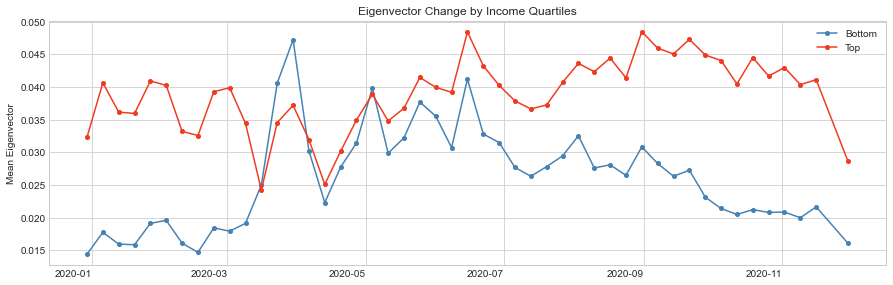 Eigenvector Change by Income Quartiles
Mean Eigenvector
0.050
0.045
0.040
0.035
0.030
0.025
0.020
0.015
Bottom
Top
2020-01 2020-03 2020-05 2020-07 2020-09 2020-11